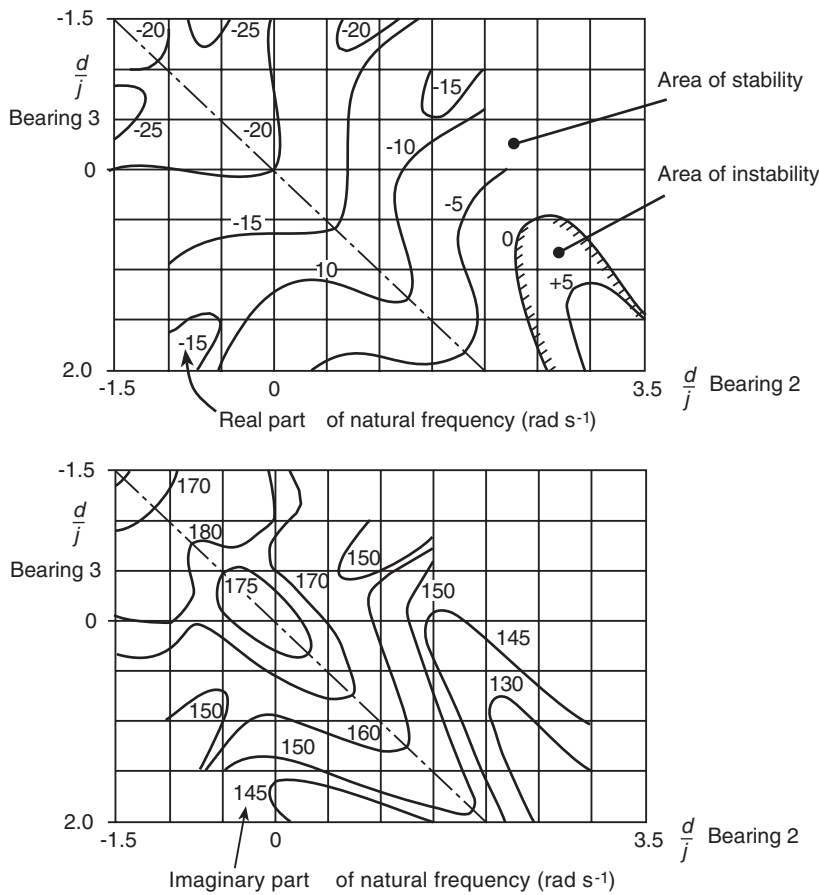 -1.5
-20
-25
-20
d
j
-15
Area of stability
Bearing 3
-25
-20
-10
0
Area of instability
-5
-15
0
10
+5
-15
2.0
-1.5
0
3.5
d
j
Bearing 2
Real part of natural frequency (rad s-1)
-1.5
170
d
j
180
Bearing 3
150
175
170
150
0
145
130
150
160
150
145
2.0
-1.5
0
3.5
d
j
Bearing 2
Imaginary part of natural frequency (rad s-1)